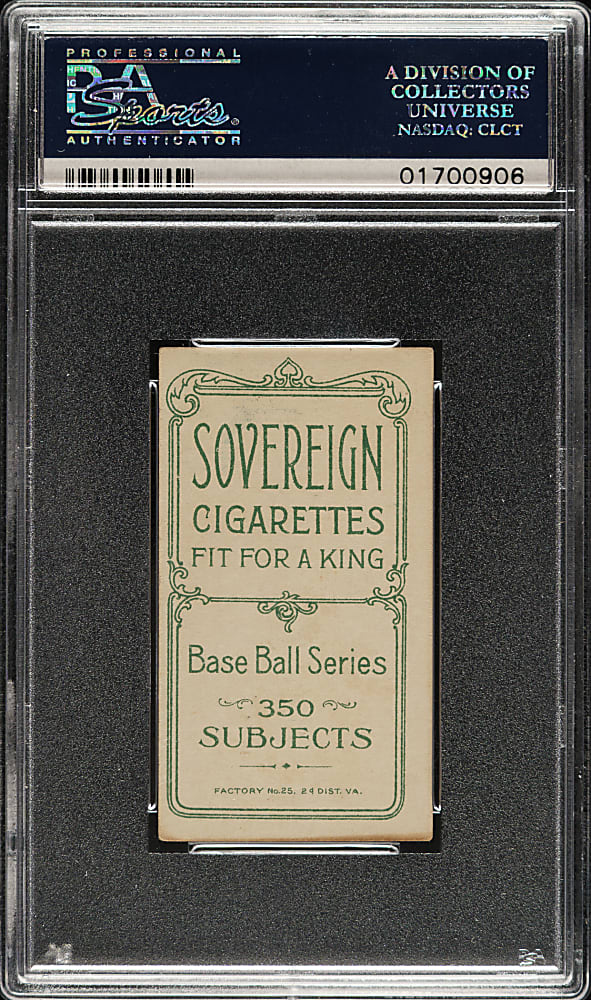 PROFESSIONAL
PSA
Sports
AUTHENTICATOR
A DIVISION OF
COLLECTORS
UNIVERSE
NASDAQ: CLCT
01700906
SOVEREIGN
CIGARETTES
FIT FOR A KING
Base Ball Series
350
SUBJECTS
FACTORY No. 25, 2d DIST. VA.